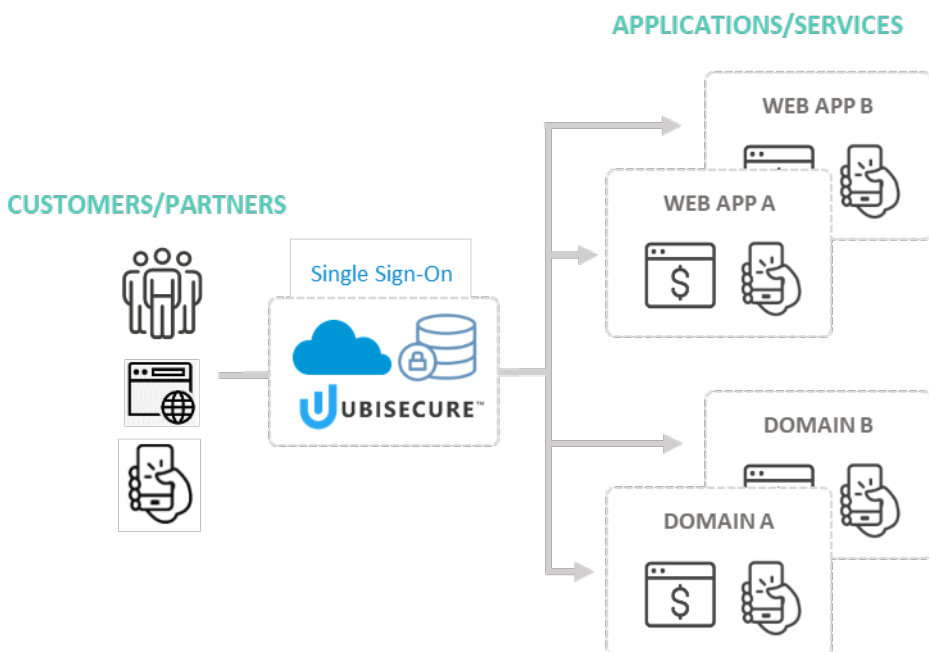 APPLICATIONS/SERVICES
WEB APP B
WEB APP A
CUSTOMERS/PARTNERS
Single Sign-On
$
UBISECURE™
DOMAIN B
DOMAIN A
$